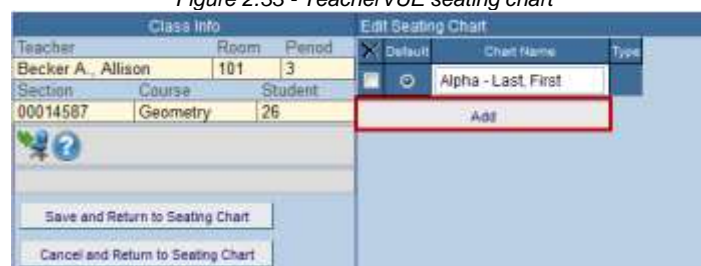 Figure 2.33 - TeacherVUE seating chart
Class Info
Teacher Room Period
Becker A., Allison 101 3
Section Course Student
00014587 Geometry 26
Save and Return to Seating Chart
Cancel and Return to Seating Chart
Edit Seating Chart
Default Chart Name Type
Alpha - Last, First
Add